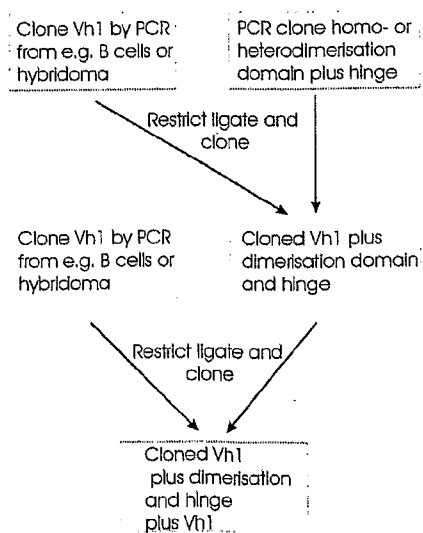 Clone Vh1 by PCR
from e.g. B cells or
hybridoma
PCR clone homo- or
heterodimerisation
domain plus hinge
Restrict ligate and
clone
Clone Vh1 by PCR
from e.g. B cells or
hybridoma
Cloned Vh1 plus
dimerisation domain
and hinge
Restrict ligate and
clone
Cloned Vh1
plus dimerisation
and hinge
plus Vh1